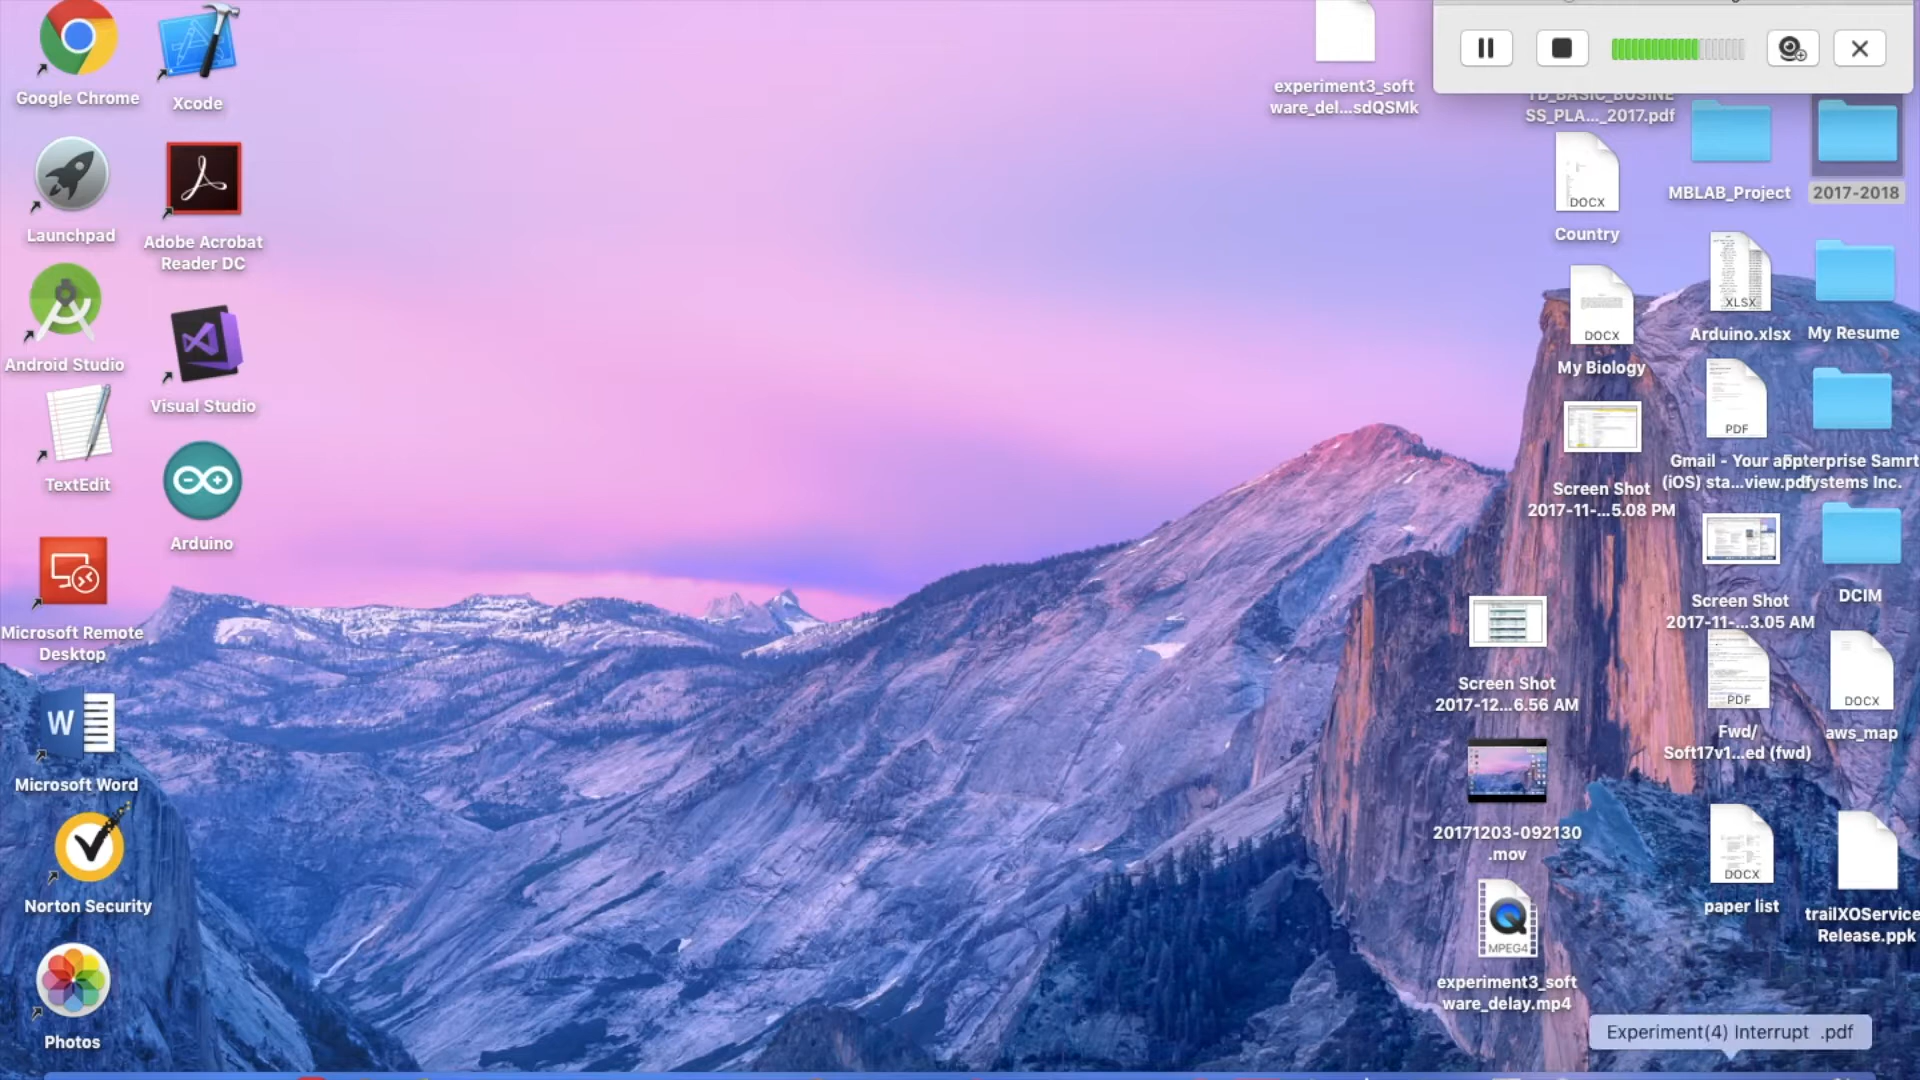 Google Chrome
Xcode
Launchpad
Adobe Acrobat
Reader DC
Android Studio
Visual Studio
TextEdit
Arduino
Microsoft Remote
Desktop
W
Microsoft Word
Norton Security
Photos
experiment3_soft
ware_del...sdQSMk
TD_BASIC_BUSINE
SS_PLA..._2017.pdf
DOCX
Country
DOCX
My Biology
Screen Shot
2017-11-...5.08 PM
Screen Shot
2017-12...6.56 AM
20171203-092130
.mov
MPEG4
experiment3_soft
ware_delay.mp4
MBLAB_Project
XLSX
Arduino.xlsx
PDF
Gmail - Your app
(iOS) sta...view.pdf
Screen Shot
2017-11-...3.05 AM
PDF
Fwd/
Soft17v1...ed (fwd)
DOCX
paper list
2017-2018
My Resume
terprise Samrt
ystems Inc.
DCIM
DOCX
aws_map
trailXOService
Release.ppk
Experiment(4) Interrupt .pdf